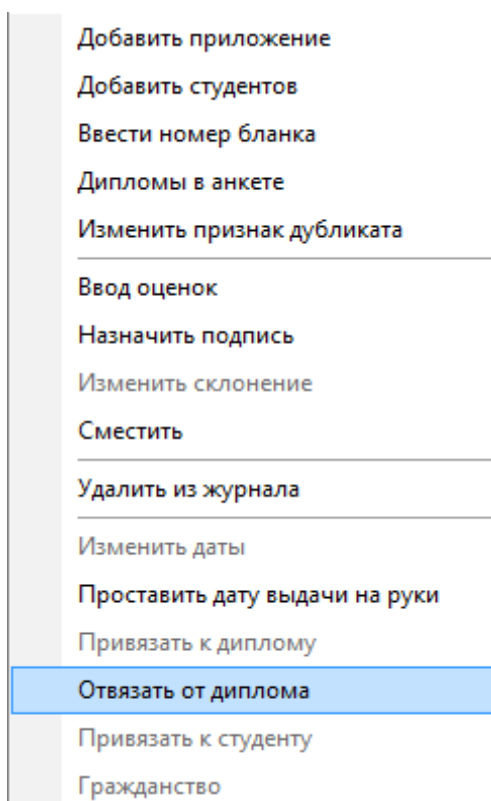 Добавить приложение
Добавить студентов
Ввести номер бланка
Дипломы в анкете
Изменить признак дубликата
Ввод оценок
Назначить подпись
Изменить склонение
Сместить
Удалить из журнала
Изменить даты
Проставить дату выдачи на руки
Привязать к диплому
Отвязать от диплома
Привязать к студенту
Гражданство